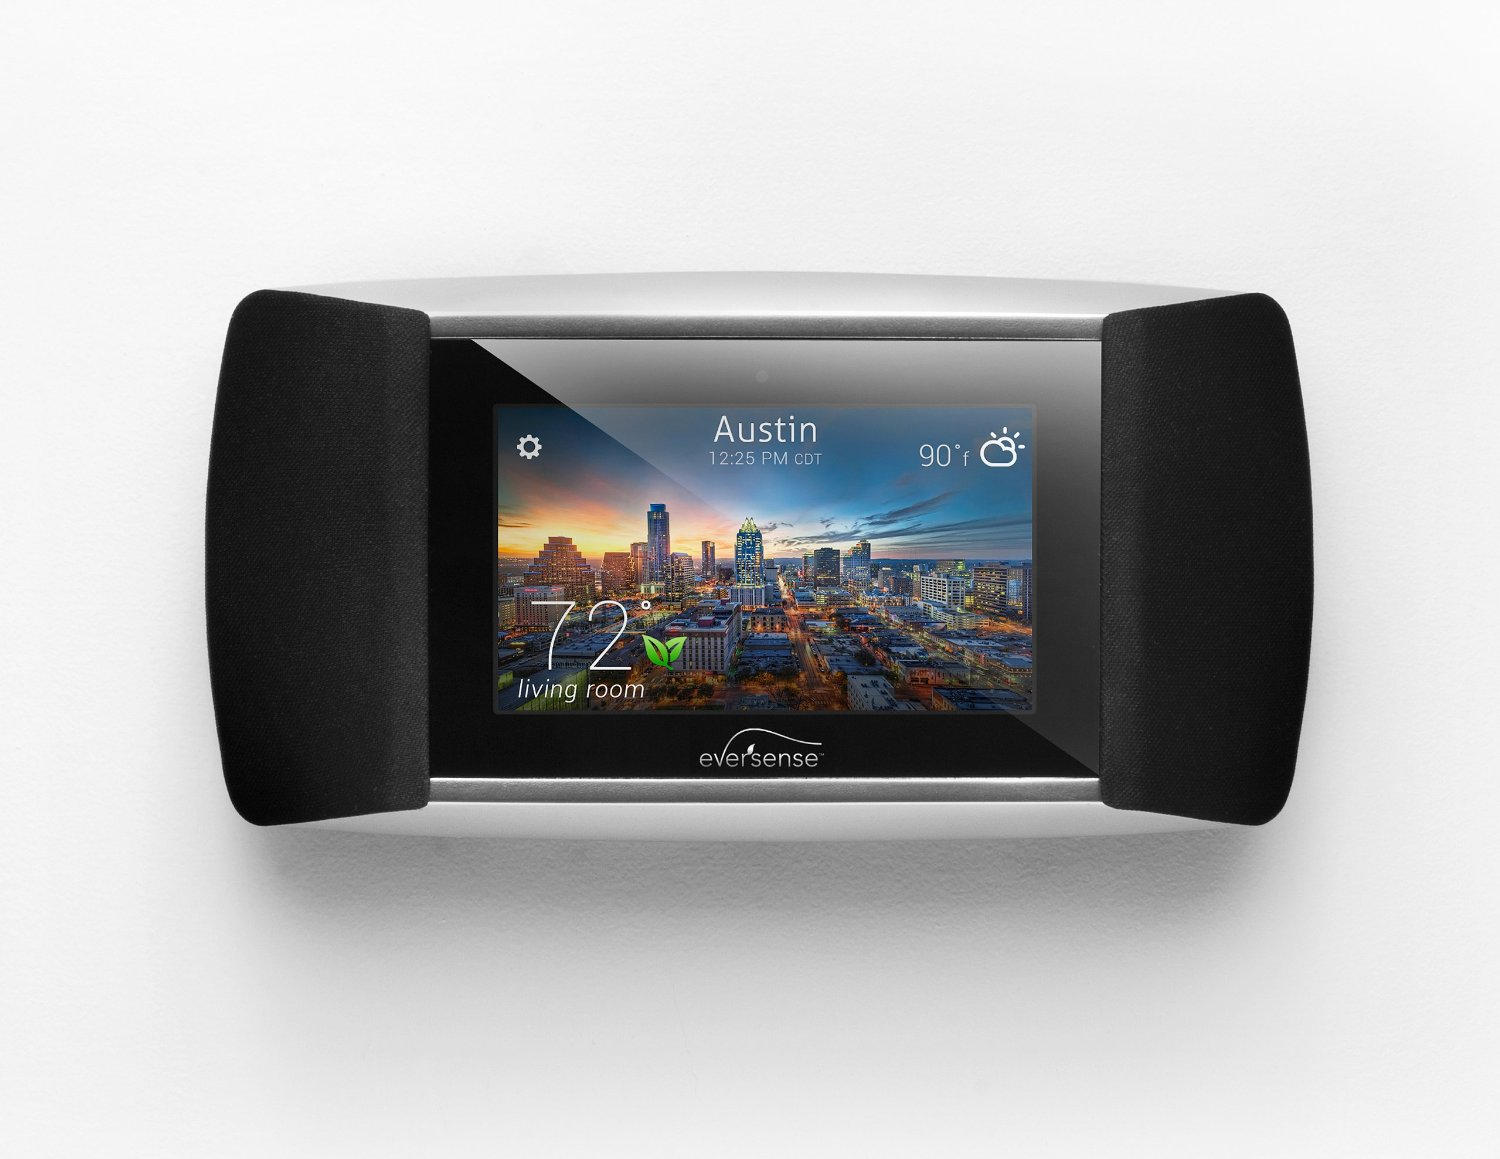 Austin
12:25 PM CDT
90°f
72°
living room
eversense™